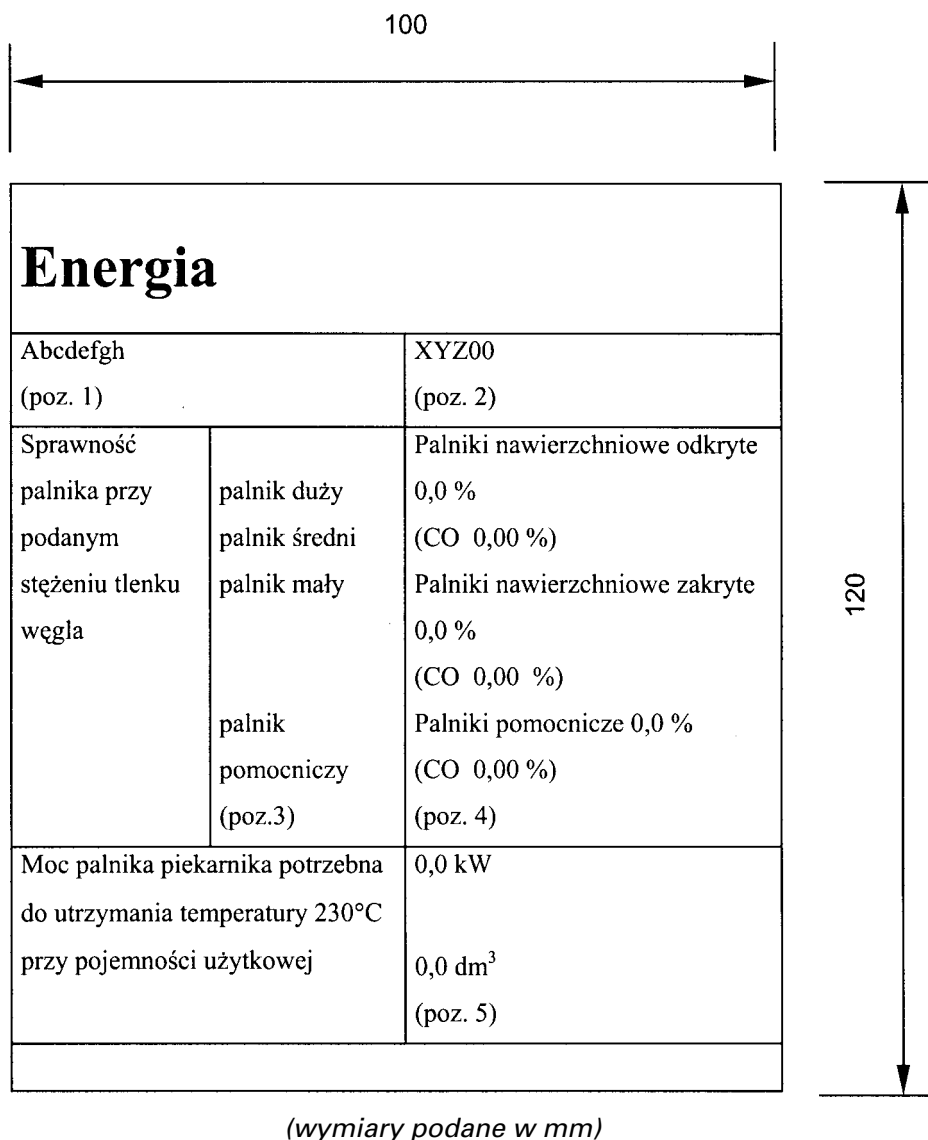 100
Energia
Abcdefgh
(poz. 1)
XYZ00
(poz. 2)
Sprawność
palnika przy
podanym
stężeniu tlenku
węgla
palnik duży
palnik średni
palnik mały
palnik
pomocniczy
(poz.3)
Palniki nawierzchniowe odkryte
0,0 %
(CO 0,00 %)
Palniki nawierzchniowe zakryte
0,0 %
(CO 0,00 %)
Palniki pomocnicze 0,0 %
(CO 0,00 %)
(poz. 4)
Moc palnika piekarnika potrzebna
do utrzymania temperatury 230°C
przy pojemności użytkowej
0,0 kW
0,0 dm³
(poz. 5)
120
(wymiary podane w mm)